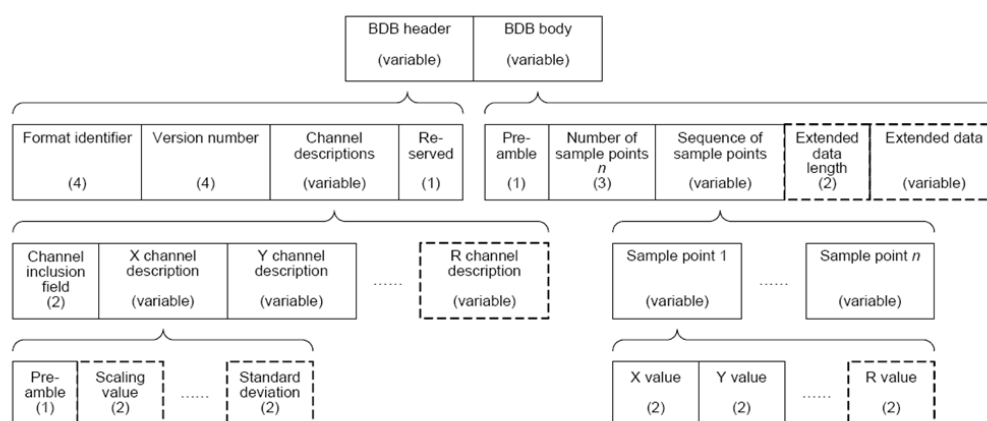 BDB header
(variable)
BDB body
(variable)
Format identifier
(4)
Version number
(4)
Channel
descriptions
(variable)
Re-
served
(1)
Pre-
amble
(1)
Number of
sample points
n
(3)
Sequence of
sample points
(variable)
Extended
data
length
(2)
Extended data
(variable)
Channel
inclusion
field
(2)
X channel
description
(variable)
Y channel
description
(variable)
......
R channel
description
(variable)
Sample point 1
(variable)
......
Sample point n
(variable)
Pre-
amble
(1)
Scaling
value
(2)
......
Standard
deviation
(2)
X value
(2)
Y value
(2)
......
R value
(2)